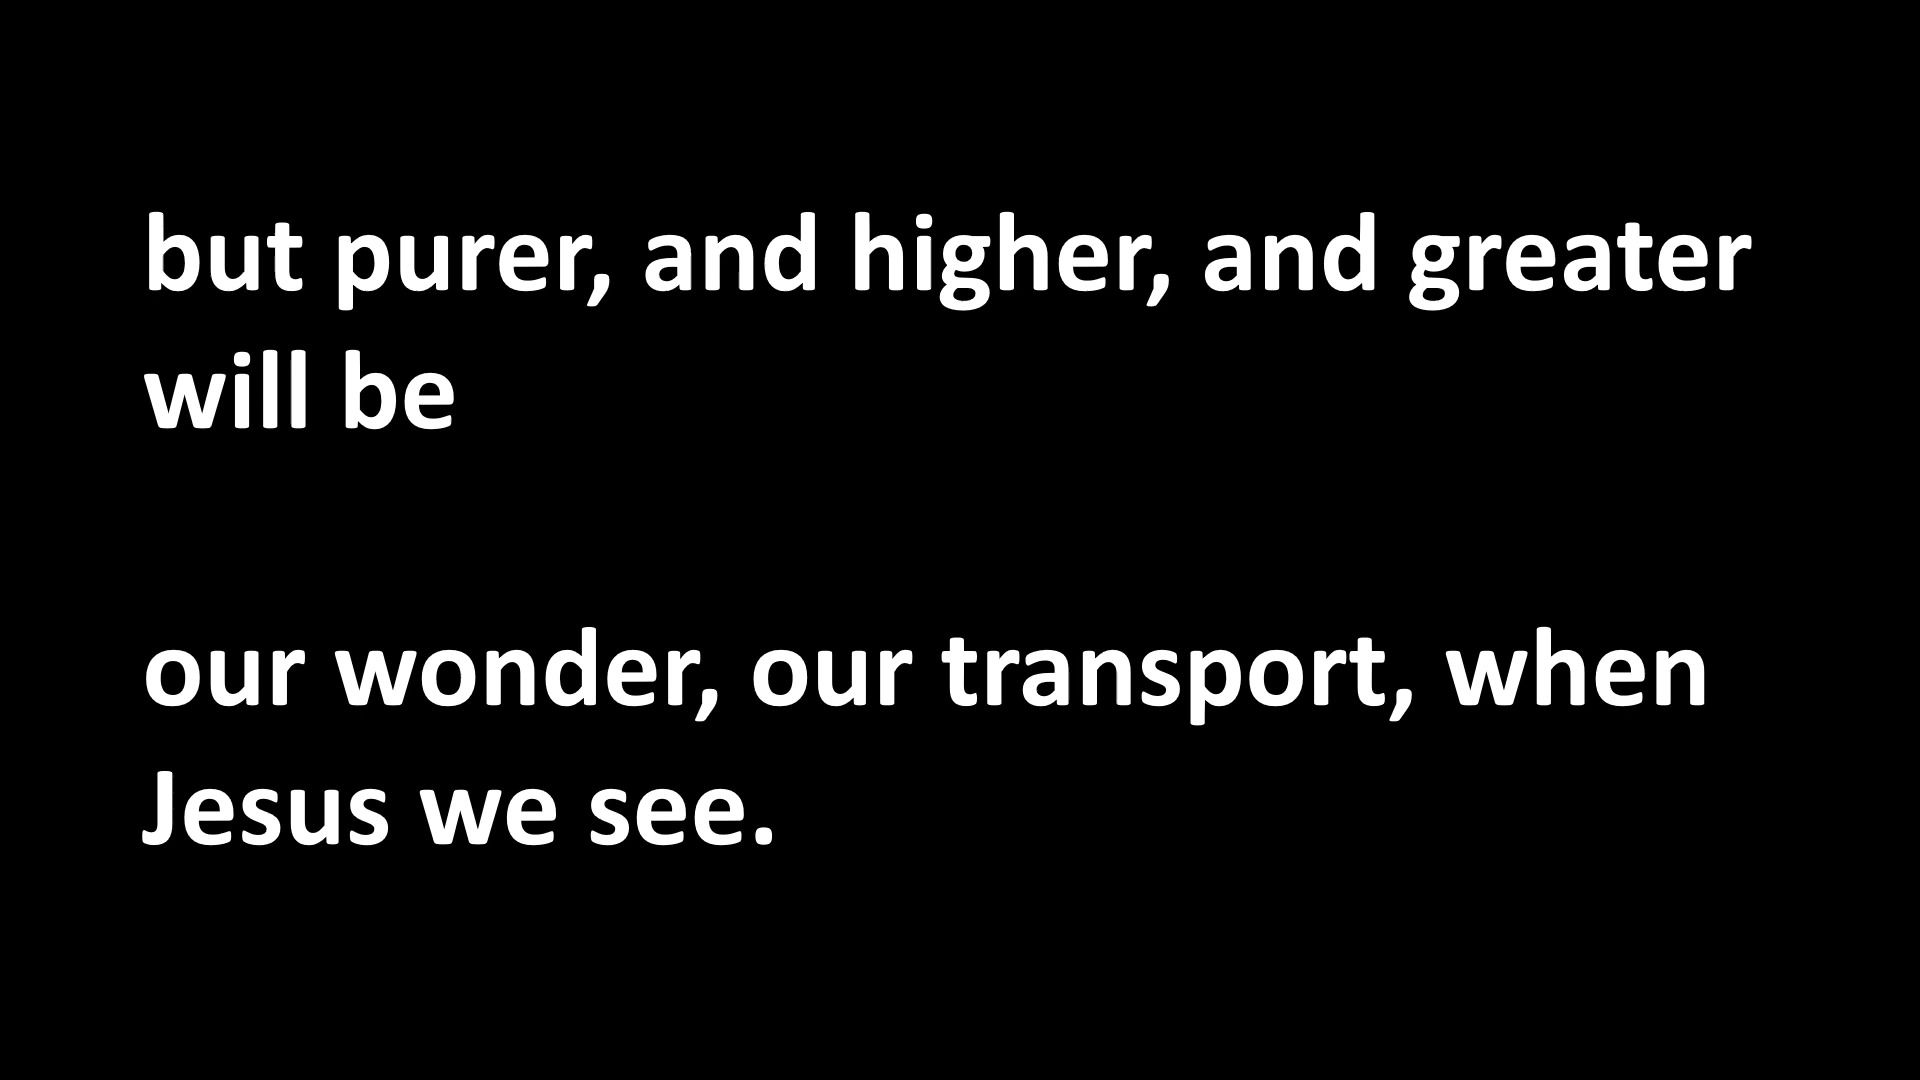 but purer, and higher, and greater
will be
our wonder, our transport, when
Jesus we see.